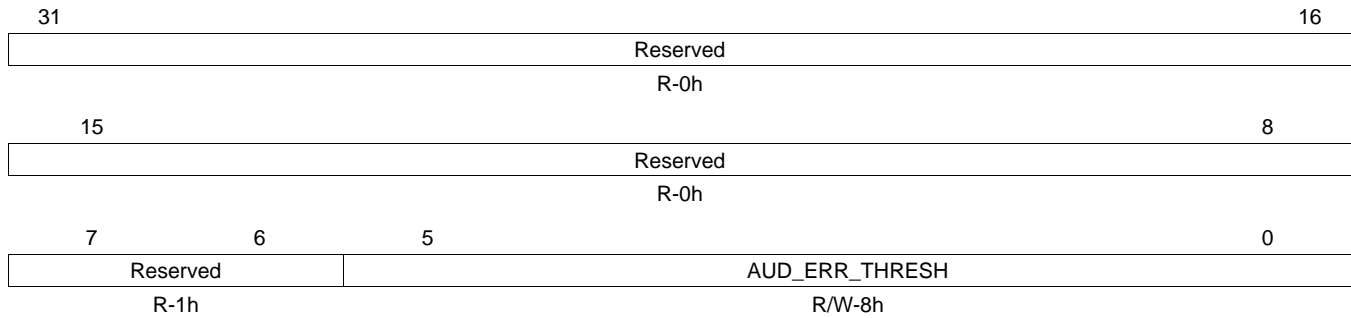 31 16
Reserved
R-0h
15 8
Reserved
R-0h
7 6 5 0
Reserved AUD_ERR_THRESH
R-1h R/W-8h